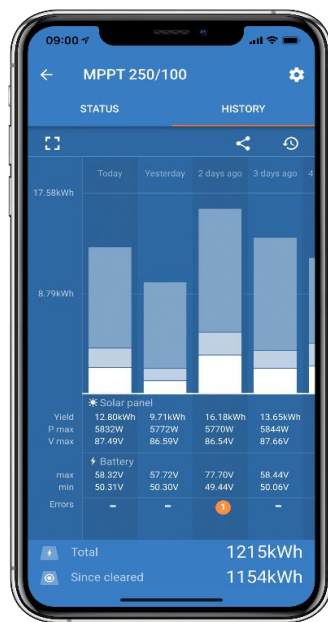 09:00
MPPT 250/100
STATUS HISTORY
Today Yesterday 2 days ago 3 days ago 4
17.58kWh
8.79kWh
Solar panel
Yield 12.80kWh 9.71kWh 16.18kWh 13.65kWh
P max 5832W 5772W 5770W 5844W
V max 87.49V 86.59V 86.54V 87.66V
Battery
max 58.32V 57.72V 77.70V 58.44V
min 50.31V 50.30V 49.44V 50.06V
Errors – – 1 –
Total 1215kWh
Since cleared 1154kWh